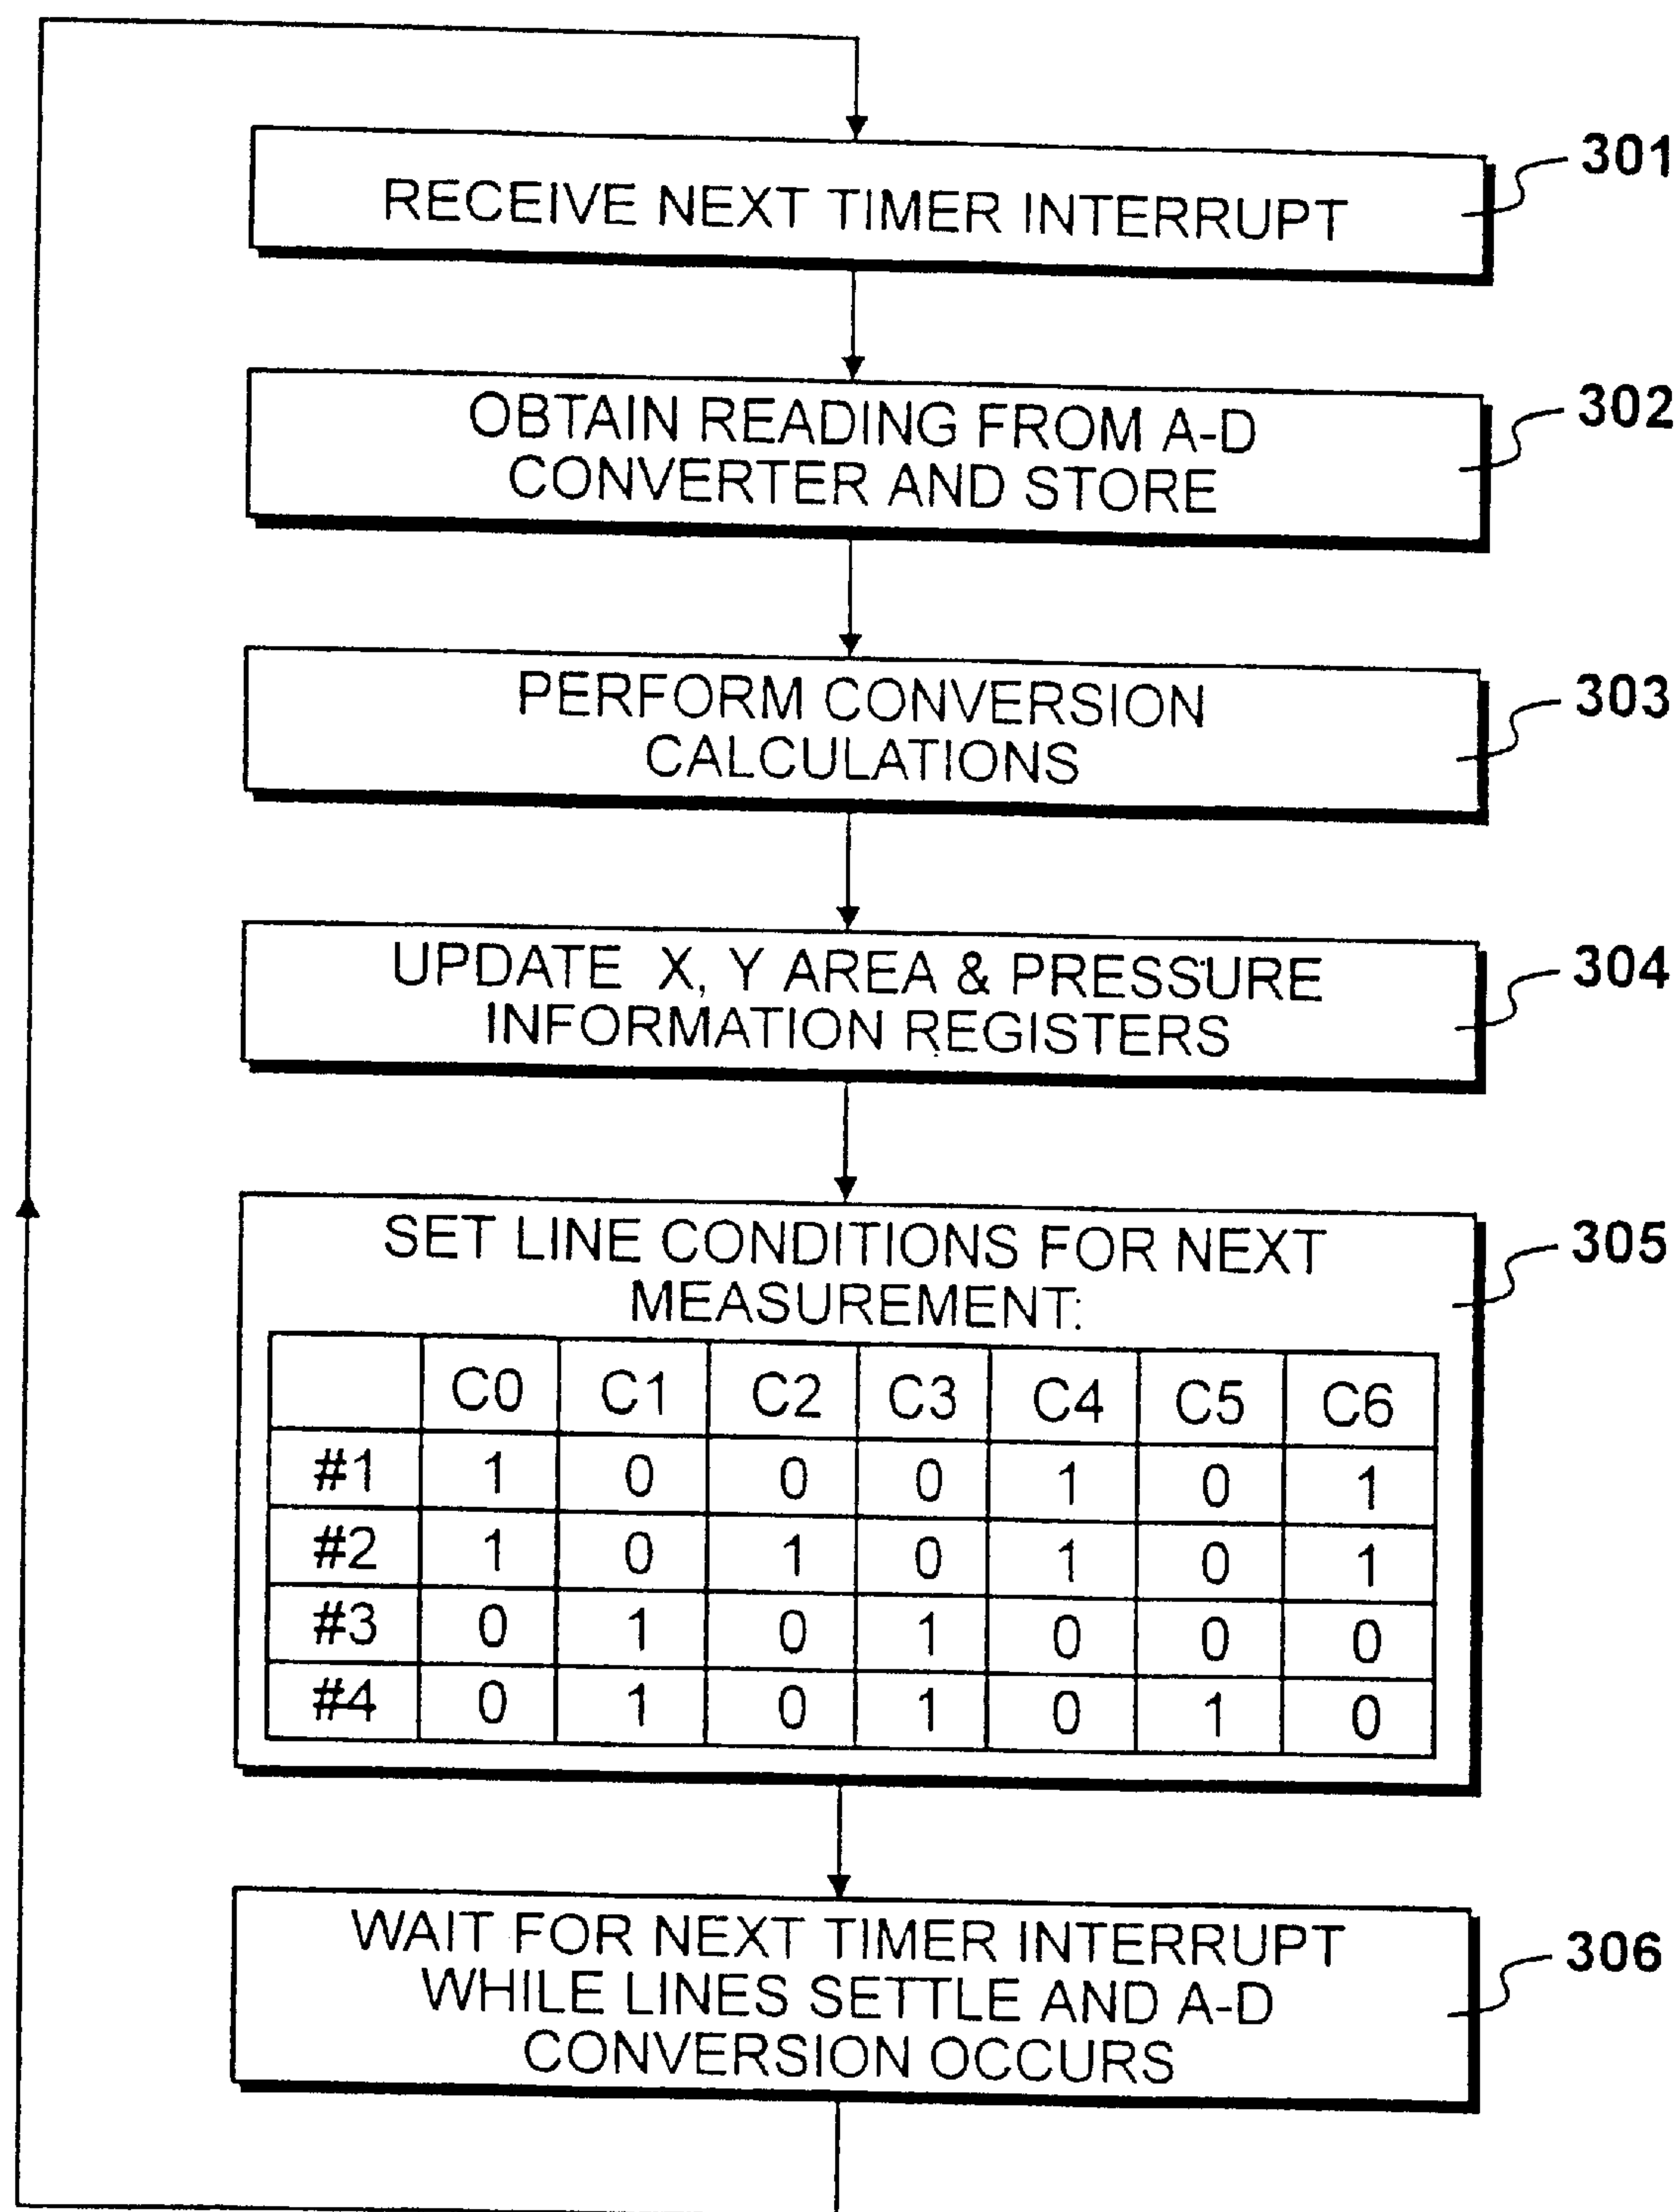 RECEIVE NEXT TIMER INTERRUPT
301
OBTAIN READING FROM A-D
CONVERTER AND STORE
302
PERFORM CONVERSION
CALCULATIONS
303
UPDATE X, Y AREA & PRESSURE
INFORMATION REGISTERS
304
SET LINE CONDITIONS FOR NEXT
MEASUREMENT:
305
C0 C1 C2 C3 C4 C5 C6
#1 1 0 0 0 1 0 1
#2 1 0 1 0 1 0 1
#3 0 1 0 1 0 0 0
#4 0 1 0 1 0 1 0
WAIT FOR NEXT TIMER INTERRUPT
WHILE LINES SETTLE AND A-D
CONVERSION OCCURS
306